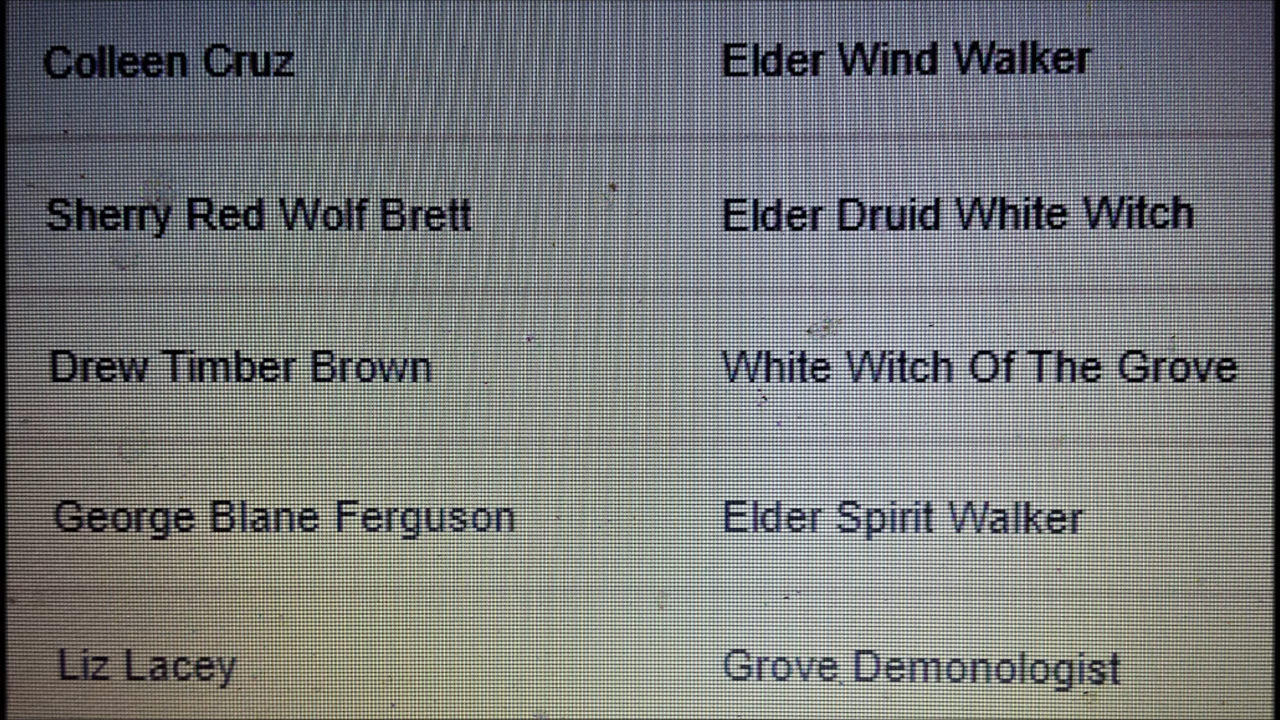 Colleen Cruz Elder Wind Walker
Sherry Red Wolf Brett Elder Druid White Witch
Drew Timber Brown White Witch Of The Grove
George Blane Ferguson Elder Spirit Walker
Liz Lacey Grove Demonologist